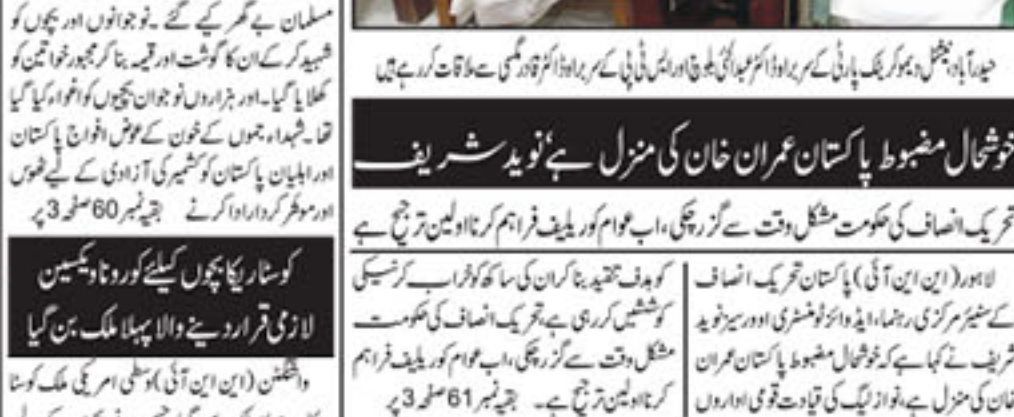 حیدرآباد، نیشنل ڈیموکریٹک پارٹی کے سربراہ ڈاکٹر عبدالحئی بلوچ اور ایس ٹی پی کے سربراہ ڈاکٹر قادر مگسی سے ملاقات کر رہے ہیں
خوشحال مضبوط پاکستان عمران خان کی منزل ہے، نوید شریف
تحریک انصاف کی حکومت مشکل وقت سے گزر چکی، اب عوام کو ریلیف فراہم کرنا اولین ترجیح ہے
لاہور (این این آئی) پاکستان تحریک انصاف
کے سنیئر مرکزی رہنما، ایڈوائزٹو منسٹری اوورسیز نوید
شریف نے کہا ہے کہ خوشحال مضبوط پاکستان عمران
خان کی منزل ہے، نواز لیگ کی قیادت قومی اداروں
کو ہدف تنقید بنا کر ان کی ساکھ کو خراب کرنسیکی
کوششیں کر رہی ہے، تحریک انصاف کی حکومت
مشکل وقت سے گزر چکی، اب عوام کو ریلیف فراہم
کرنا اولین ترجیح ہے۔ بقیہ نمبر 61 صفحہ 3 پر
مسلمان بے گھر کیے گئے۔ نوجوانوں اور بچوں کو
شہید کر کے ان کا گوشت اور قیمہ بنا کر مجبور خواتین کو
کھلایا گیا۔ اور ہزاروں نوجوان بچیوں کو اغواء کیا گیا
تھا۔ شہداء جموں کے خون کے عوض افواج پاکستان
اور اہلیان پاکستان کو کشمیر کی آزادی کے لیے ٹھوس
اور موثر کردار ادا کرنے بقیہ نمبر 60 صفحہ 3 پر
کوسٹاریکا بچوں کیلئے کورونا ویکسین
لازمی قرار دینے والا پہلا ملک بن گیا
واشنگٹن (این این آئی) وسطی امریکی ملک کوسٹا